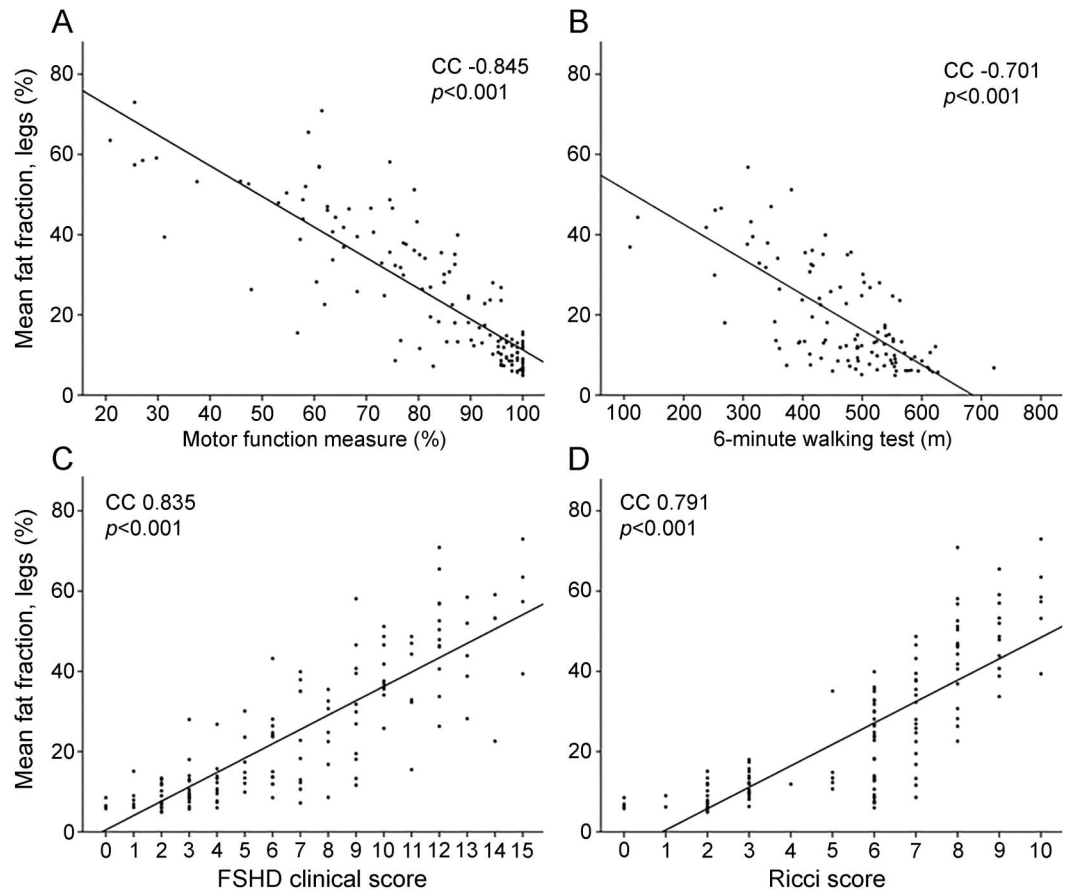 A
CC -0.845
p<0.001
Mean fat fraction, legs (%)
80
60
40
20
0
20 30 40 50 60 70 80 90 100
Motor function measure (%)
B
CC -0.701
p<0.001
80
60
40
20
0
100 200 300 400 500 600 700 800
6-minute walking test (m)
C
CC 0.835
p<0.001
Mean fat fraction, legs (%)
80
60
40
20
0
0 1 2 3 4 5 6 7 8 9 10 11 12 13 14 15
FSHD clinical score
D
CC 0.791
p<0.001
80
60
40
20
0
0 1 2 3 4 5 6 7 8 9 10
Ricci score